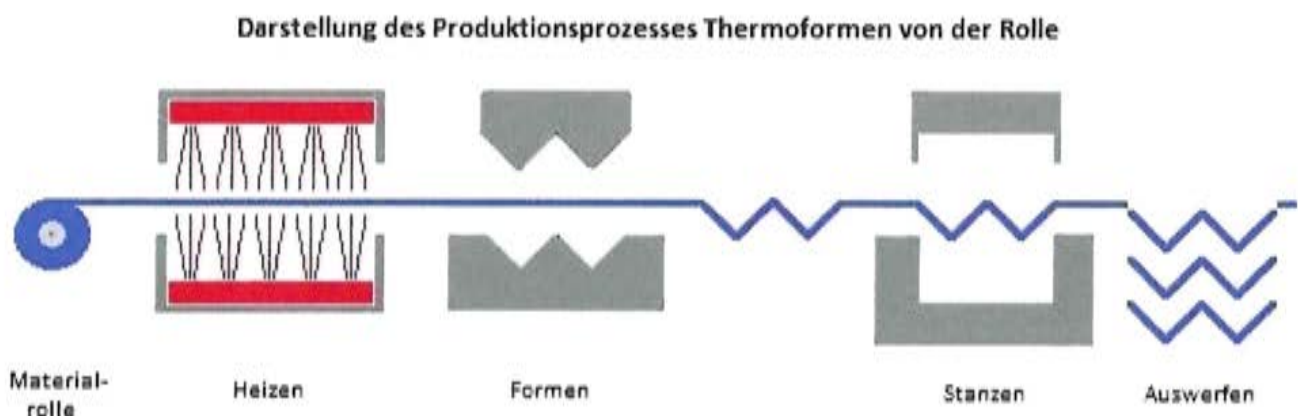 Darstellung des Produktionsprozesses Thermoformen von der Rolle
Material-
rolle
Heizen
Formen
Stanzen
Auswerfen